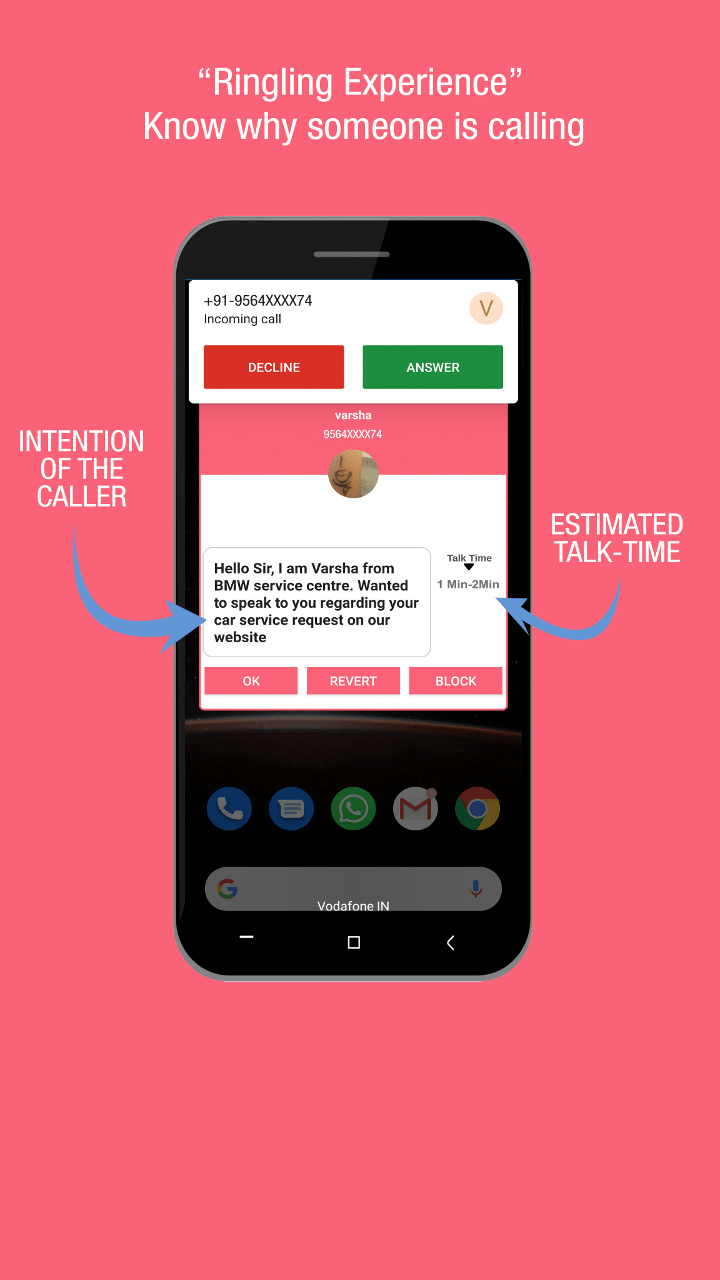 “Ringling Experience”
Know why someone is calling
+91-9564XXXX74
Incoming call
V
DECLINE
ANSWER
varsha
9564XXXX74
INTENTION
OF THE
CALLER
ESTIMATED
TALK-TIME
Hello Sir, I am Varsha from
BMW service centre. Wanted
to speak to you regarding your
car service request on our
website
Talk Time
1 Min-2Min
OK
REVERT
BLOCK
G
Vodafone IN